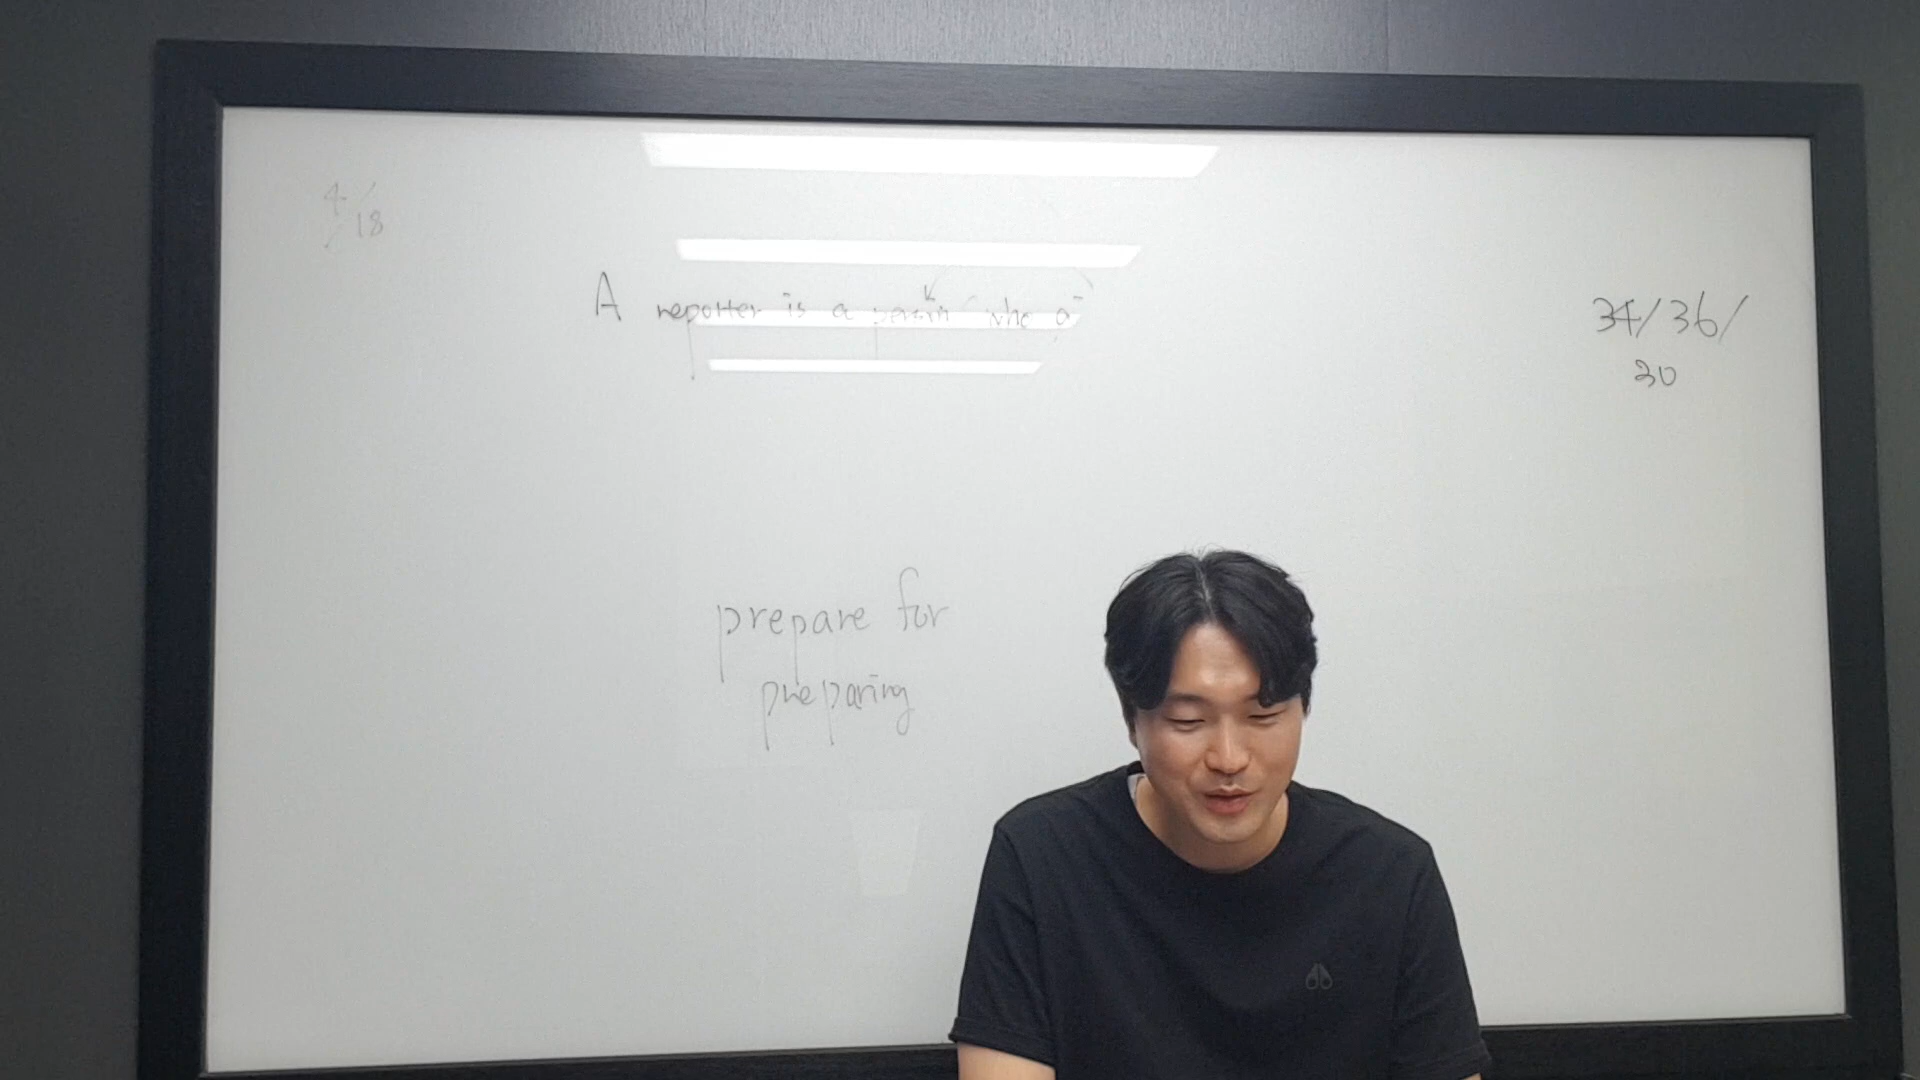 4/18
A reporter is a person who
34/36/
30
prepare for
preparing